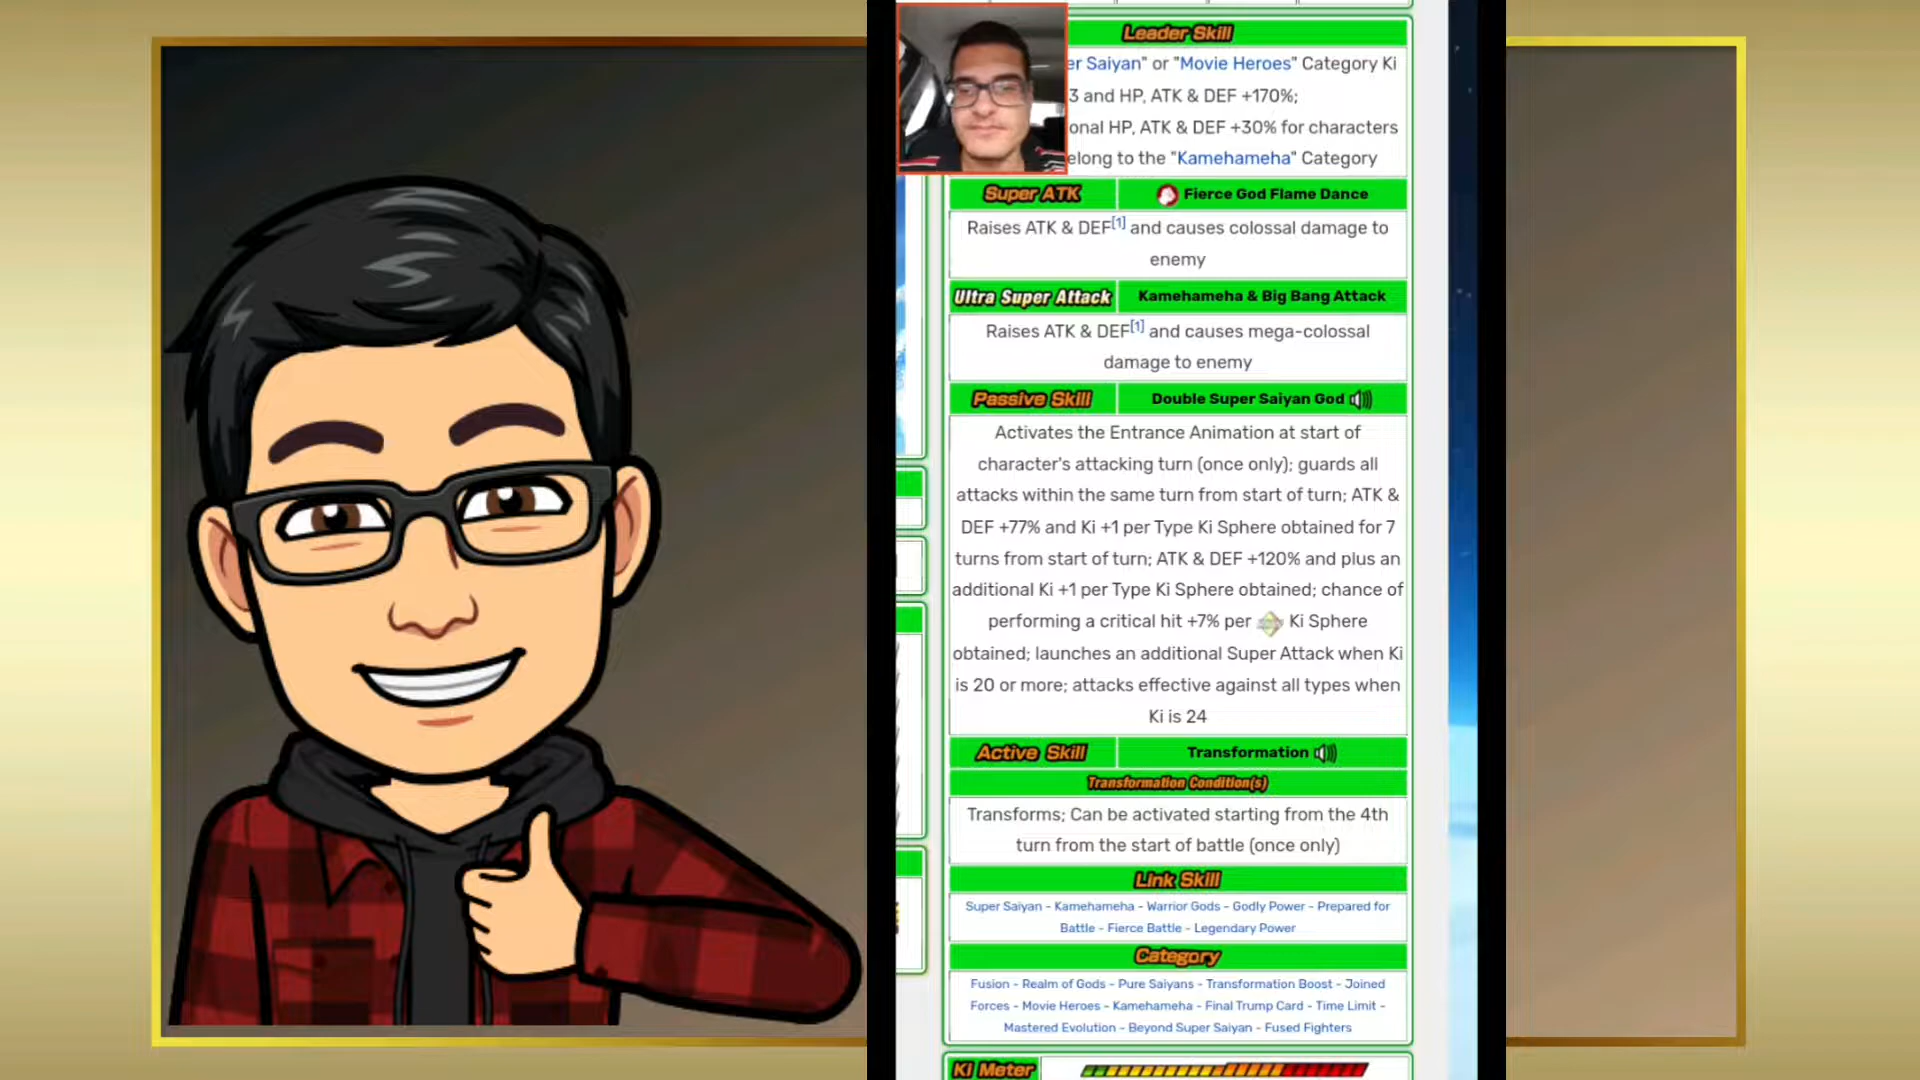 Leader Skill
er Saiyan" or "Movie Heroes" Category Ki
3 and HP, ATK & DEF +170%;
onal HP, ATK & DEF +30% for characters
elong to the "Kamehameha" Category
Super ATK Fierce God Flame Dance
Raises ATK & DEF[1] and causes colossal damage to
enemy
Ultra Super Attack Kamehameha & Big Bang Attack
Raises ATK & DEF[1] and causes mega-colossal
damage to enemy
Passive Skill Double Super Saiyan God
Activates the Entrance Animation at start of
character's attacking turn (once only); guards all
attacks within the same turn from start of turn; ATK &
DEF +77% and Ki +1 per Type Ki Sphere obtained for 7
turns from start of turn; ATK & DEF +120% and plus an
additional Ki +1 per Type Ki Sphere obtained; chance of
performing a critical hit +7% per Ki Sphere
obtained; launches an additional Super Attack when Ki
is 20 or more; attacks effective against all types when
Ki is 24
Active Skill Transformation
Transformation Condition(s)
Transforms; Can be activated starting from the 4th
turn from the start of battle (once only)
Link Skill
Super Saiyan - Kamehameha - Warrior Gods - Godly Power - Prepared for
Battle - Fierce Battle - Legendary Power
Category
Fusion - Realm of Gods - Pure Saiyans - Transformation Boost - Joined
Forces - Movie Heroes - Kamehameha - Final Trump Card - Time Limit -
Mastered Evolution - Beyond Super Saiyan - Fused Fighters
Ki Meter